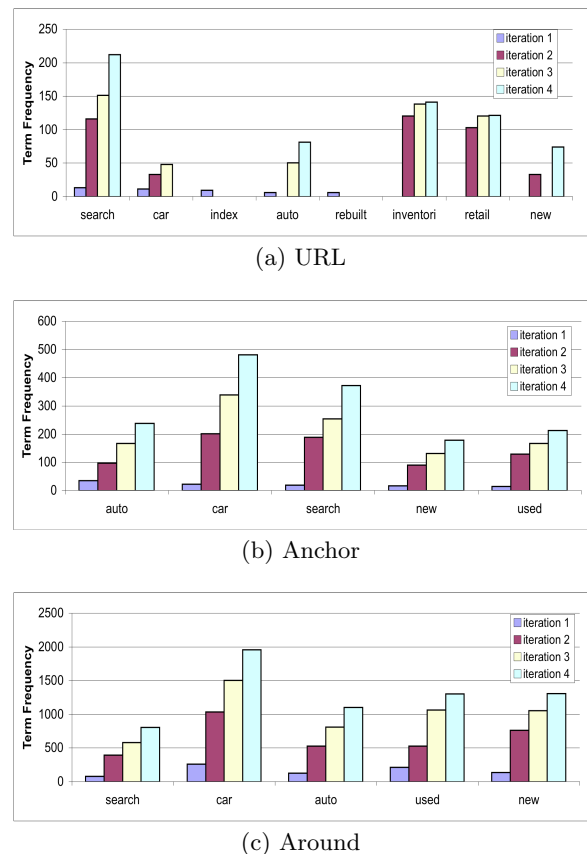 250
200
150
100
50
0
Term Frequency
iteration 1
iteration 2
iteration 3
iteration 4
search car index auto rebuilt inventori retail new
(a) URL
600
500
400
300
200
100
0
Term Frequency
iteration 1
iteration 2
iteration 3
iteration 4
auto car search new used
(b) Anchor
2500
2000
1500
1000
500
0
Term Frequency
iteration 1
iteration 2
iteration 3
iteration 4
search car auto used new
(c) Around